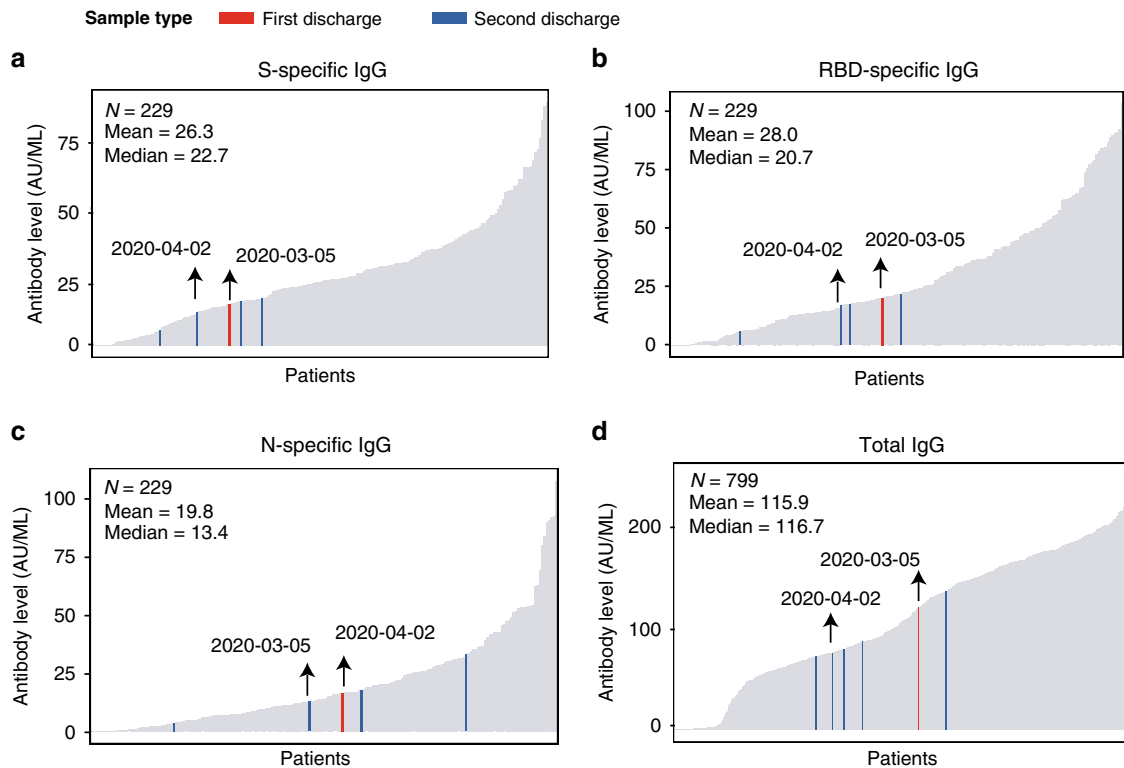 Sample type First discharge Second discharge
a
S-specific IgG
N = 229
Mean = 26.3
Median = 22.7
2020-04-02
2020-03-05
75
50
25
0
Antibody level (AU/ML)
Patients
b
RBD-specific IgG
N = 229
Mean = 28.0
Median = 20.7
2020-04-02
2020-03-05
100
75
50
25
0
Antibody level (AU/ML)
Patients
c
N-specific IgG
N = 229
Mean = 19.8
Median = 13.4
2020-03-05
2020-04-02
100
75
50
25
0
Antibody level (AU/ML)
Patients
d
Total IgG
N = 799
Mean = 115.9
Median = 116.7
2020-03-05
2020-04-02
200
100
0
Antibody level (AU/ML)
Patients